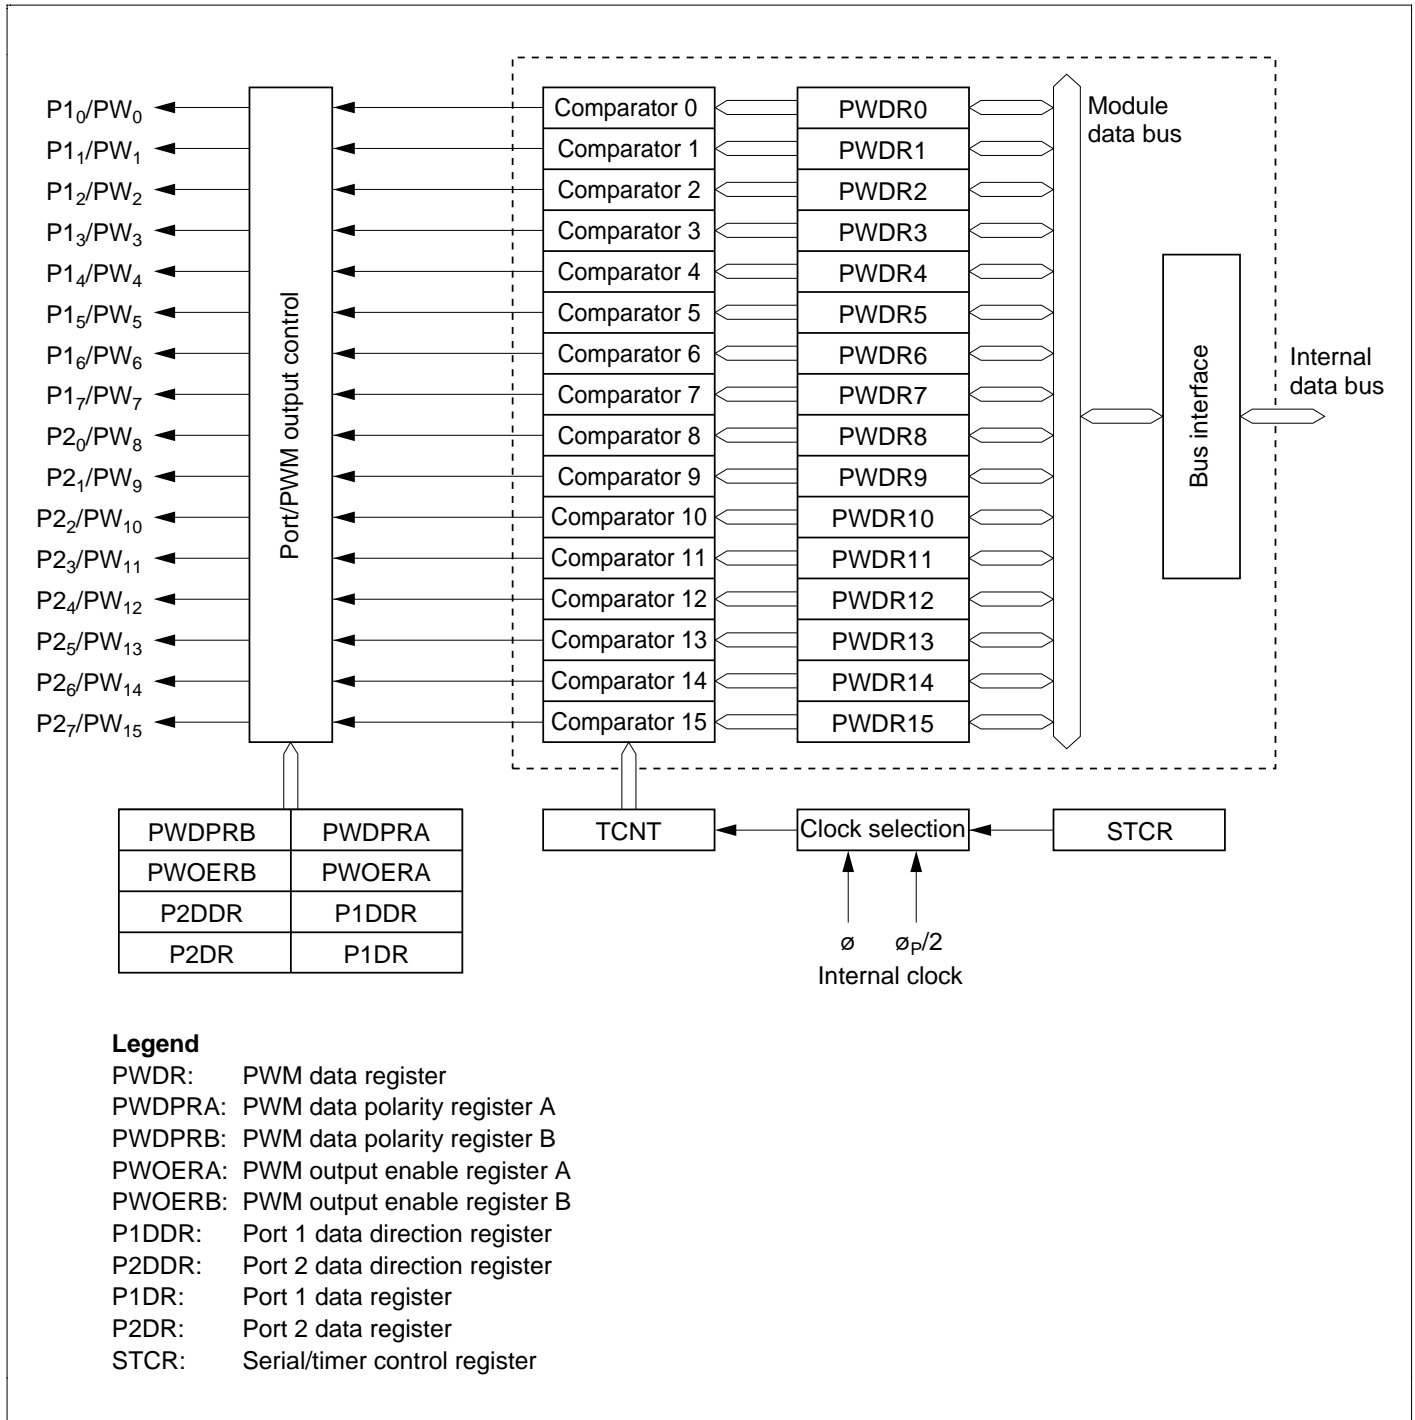 P1₀/PW₀ Comparator 0 PWDR0 Module
data bus
P1₁/PW₁ Comparator 1 PWDR1
P1₂/PW₂ Comparator 2 PWDR2
P1₃/PW₃ Comparator 3 PWDR3
P1₄/PW₄ Comparator 4 PWDR4
P1₅/PW₅ Comparator 5 PWDR5
P1₆/PW₆ Comparator 6 PWDR6
P1₇/PW₇ Comparator 7 PWDR7
P2₀/PW₈ Comparator 8 PWDR8
P2₁/PW₉ Comparator 9 PWDR9
P2₂/PW₁₀ Comparator 10 PWDR10
P2₃/PW₁₁ Comparator 11 PWDR11
P2₄/PW₁₂ Comparator 12 PWDR12
P2₅/PW₁₃ Comparator 13 PWDR13
P2₆/PW₁₄ Comparator 14 PWDR14
P2₇/PW₁₅ Comparator 15 PWDR15
Port/PWM output control
Bus interface
Internal
data bus
PWDPRB PWDPRA TCNT Clock selection STCR
PWOERB PWOERA
P2DDR P1DDR
P2DR P1DR
ø ø_P/2
Internal clock
Legend
PWDR: PWM data register
PWDPRA: PWM data polarity register A
PWDPRB: PWM data polarity register B
PWOERA: PWM output enable register A
PWOERB: PWM output enable register B
P1DDR: Port 1 data direction register
P2DDR: Port 2 data direction register
P1DR: Port 1 data register
P2DR: Port 2 data register
STCR: Serial/timer control register